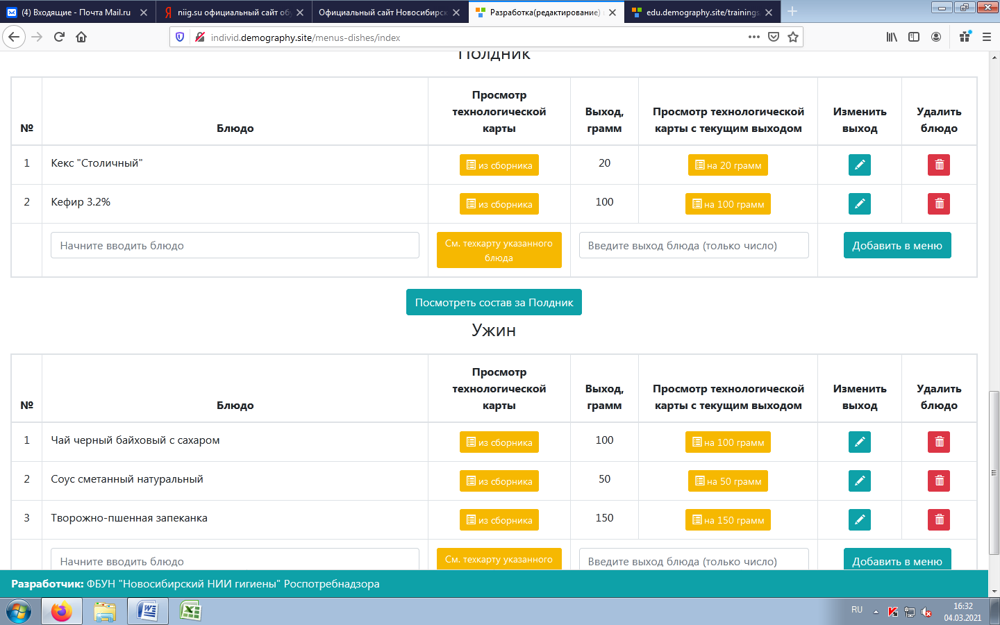 (4) Входящие - Почта Mail.ru
niig.su официальный сайт обу
Официальный сайт Новосибирск
Разработка(редактирование)
edu.demography.site/trainings
individ.demography.site/menus-dishes/index
Полдник
№ Блюдо Просмотр технологической карты Выход, грамм Просмотр технологической карты с текущим выходом Изменить выход Удалить блюдо
1 Кекс "Столичный" из сборника 20 на 20 грамм
2 Кефир 3.2% из сборника 100 на 100 грамм
Начните вводить блюдо См. техкарту указанного блюда Введите выход блюда (только число) Добавить в меню
Посмотреть состав за Полдник
Ужин
№ Блюдо Просмотр технологической карты Выход, грамм Просмотр технологической карты с текущим выходом Изменить выход Удалить блюдо
1 Чай черный байховый с сахаром из сборника 100 на 100 грамм
2 Соус сметанный натуральный из сборника 50 на 50 грамм
3 Творожно-пшенная запеканка из сборника 150 на 150 грамм
Начните вводить блюдо См. техкарту указанного Введите выход блюда (только число) Добавить в меню
Разработчик: ФБУН "Новосибирский НИИ гигиены" Роспотребнадзора
RU 16:32
04.03.2021